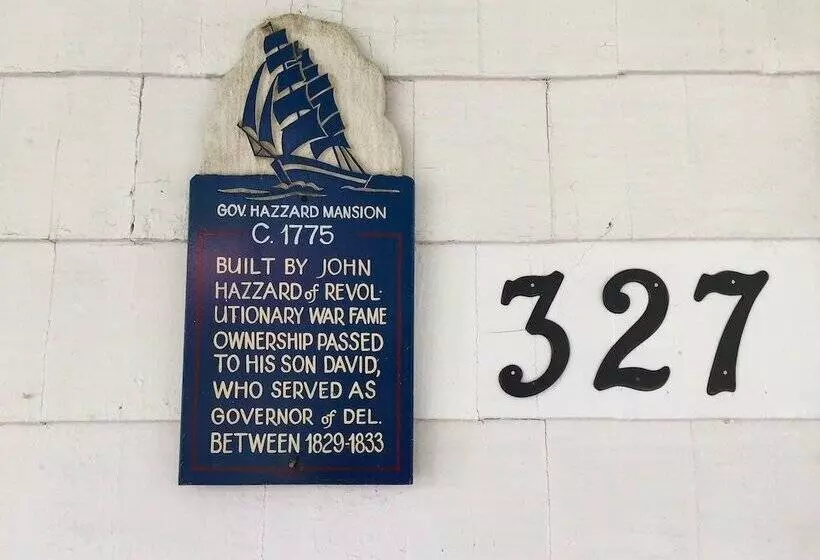 GOV. HAZZARD MANSION
C. 1775
BUILT BY JOHN
HAZZARD of REVOL-
UTIONARY WAR FAME
OWNERSHIP PASSED
TO HIS SON DAVID,
WHO SERVED AS
GOVERNOR of DEL.
BETWEEN 1829-1833
327